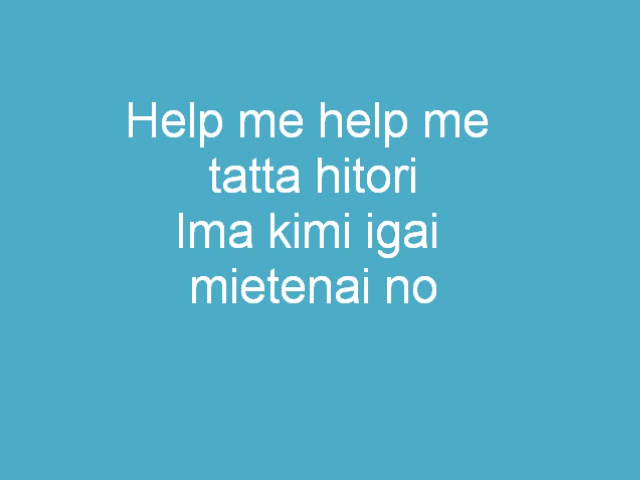 Help me help me
tatta hitori
Ima kimi igai
mietenai no